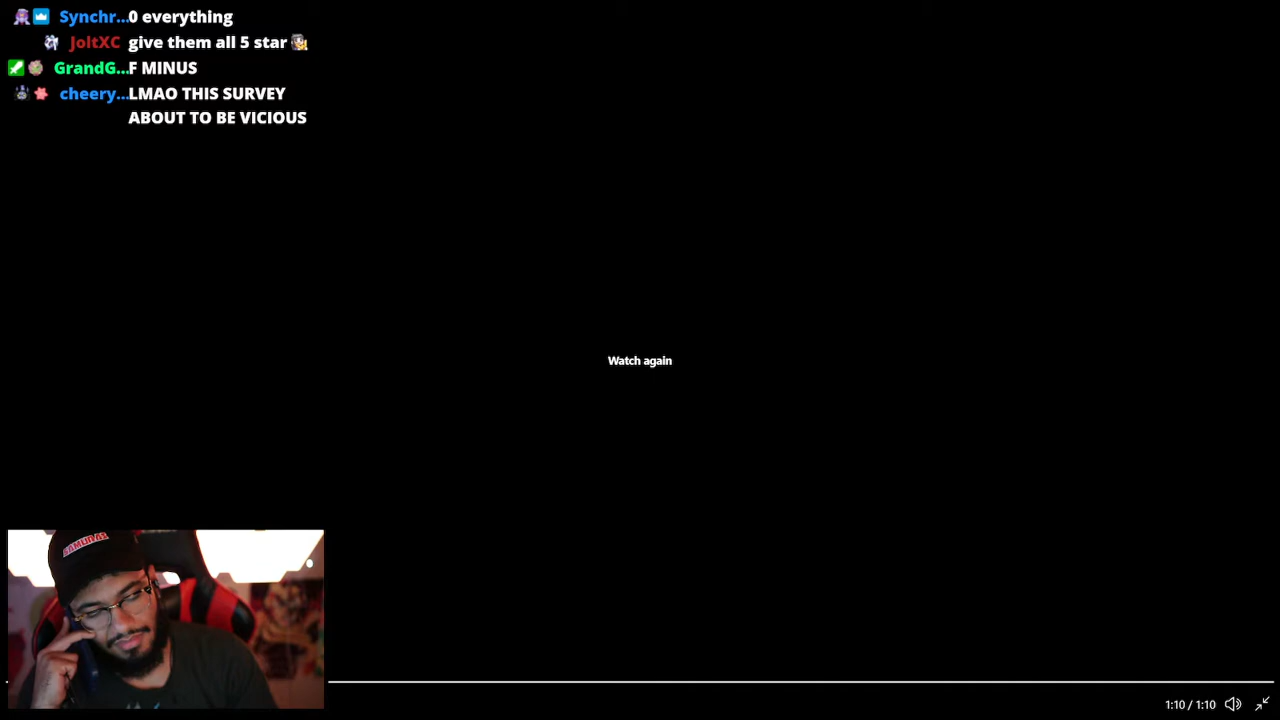 Synchr...0 everything
JoltXC give them all 5 star
GrandG...F MINUS
cheery...LMAO THIS SURVEY
ABOUT TO BE VICIOUS
Watch again
SAMURAI
1:10 / 1:10